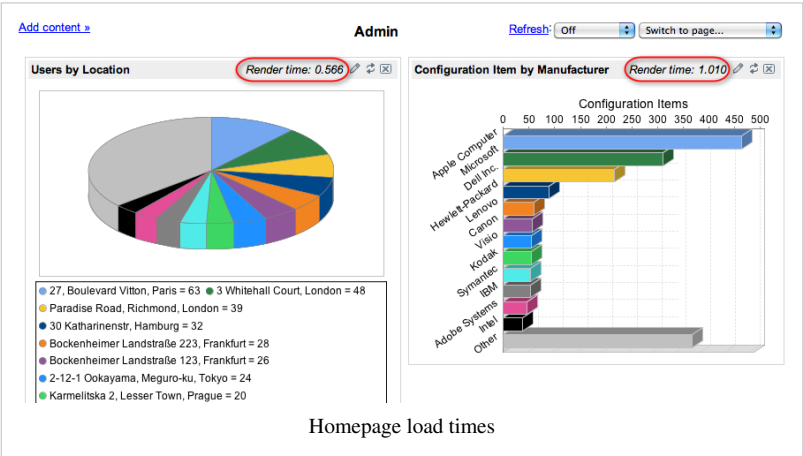 Add content »
Admin
Refresh: Off
Switch to page...
Users by Location
Render time: 0.566
27, Boulevard Vitton, Paris = 63
3 Whitehall Court, London = 48
Paradise Road, Richmond, London = 39
30 Katharinenstr, Hamburg = 32
Bockenheimer Landstraße 223, Frankfurt = 28
Bockenheimer Landstraße 123, Frankfurt = 26
2-12-1 Ookayama, Meguro-ku, Tokyo = 24
Karmelitska 2, Lesser Town, Prague = 20
Configuration Item by Manufacturer
Render time: 1.010
Configuration Items
0 50 100 150 200 250 300 350 400 450 500
Apple Computer
Microsoft
Dell Inc.
Hewlett-Packard
Lenovo
Canon
Visio
Kodak
Symantec
IBM
Adobe Systems
Intel
Other
Homepage load times